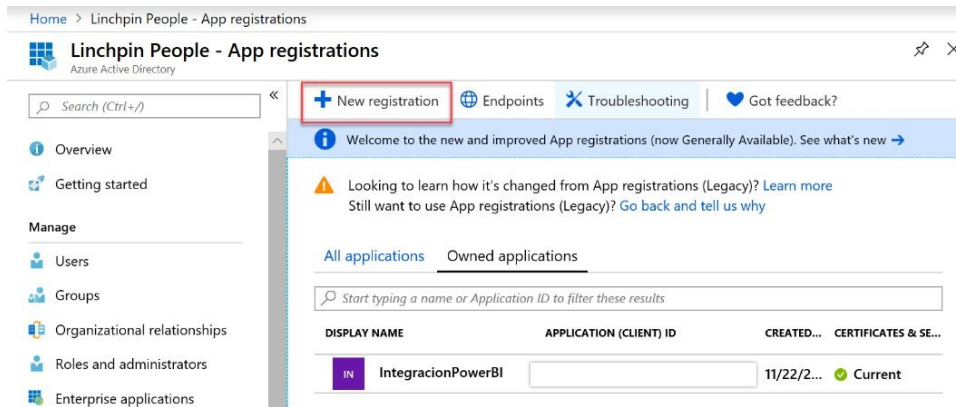 Home > Linchpin People - App registrations
Linchpin People - App registrations
Azure Active Directory
Search (Ctrl+/)
«
Overview
Getting started
Manage
Users
Groups
Organizational relationships
Roles and administrators
Enterprise applications
New registration Endpoints Troubleshooting Got feedback?
Welcome to the new and improved App registrations (now Generally Available). See what's new →
Looking to learn how it's changed from App registrations (Legacy)? Learn more
Still want to use App registrations (Legacy)? Go back and tell us why
All applications Owned applications
Start typing a name or Application ID to filter these results
DISPLAY NAME APPLICATION (CLIENT) ID CREATED... CERTIFICATES & SE...
IN IntegracionPowerBI 11/22/2... Current